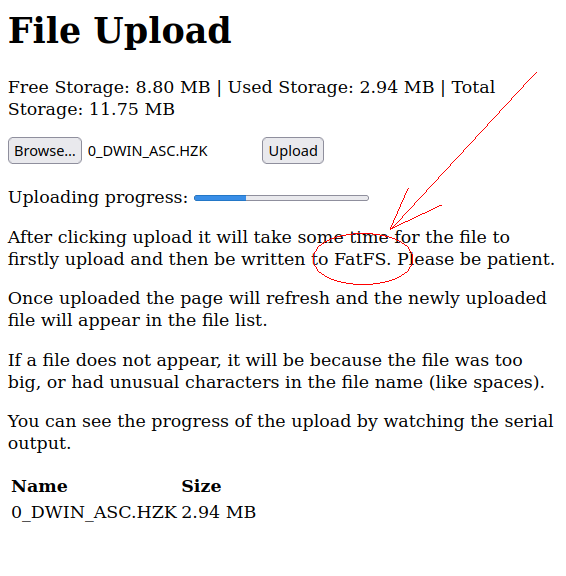 File Upload
Free Storage: 8.80 MB | Used Storage: 2.94 MB | Total
Storage: 11.75 MB
Browse... 0_DWIN_ASC.HZK Upload
Uploading progress:
After clicking upload it will take some time for the file to
firstly upload and then be written to FatFS. Please be patient.
Once uploaded the page will refresh and the newly uploaded
file will appear in the file list.
If a file does not appear, it will be because the file was too
big, or had unusual characters in the file name (like spaces).
You can see the progress of the upload by watching the serial
output.
Name Size
0_DWIN_ASC.HZK 2.94 MB